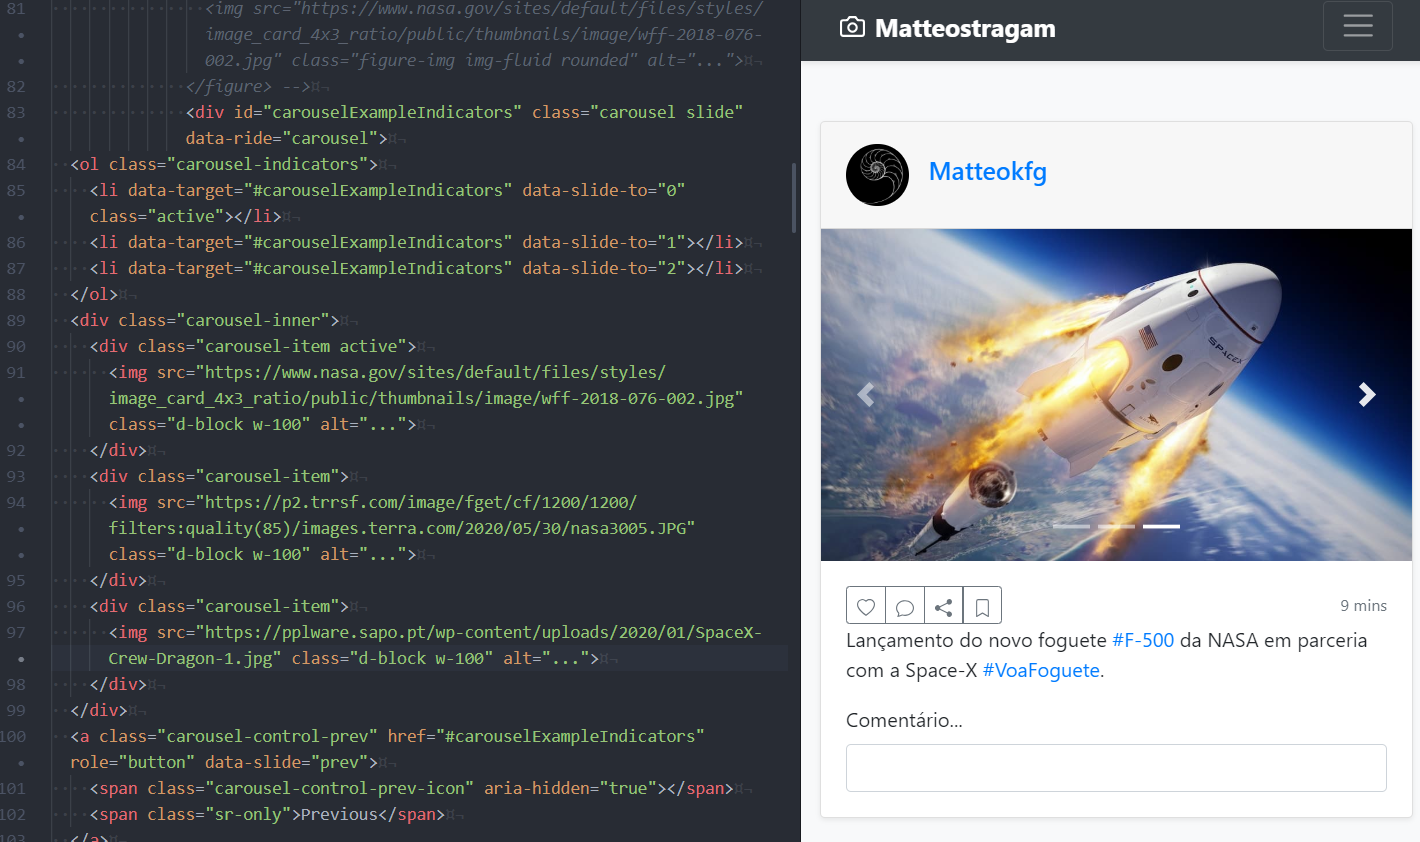 81 <img src="https://www.nasa.gov/sites/default/files/styles/
image_card_4x3_ratio/public/thumbnails/image/wff-2018-076-
002.jpg" class="figure-img img-fluid rounded" alt="...">
82 </figure> -->
83 <div id="carouselExampleIndicators" class="carousel slide"
data-ride="carousel">
84 <ol class="carousel-indicators">
85 <li data-target="#carouselExampleIndicators" data-slide-to="0"
class="active"></li>
86 <li data-target="#carouselExampleIndicators" data-slide-to="1"></li>
87 <li data-target="#carouselExampleIndicators" data-slide-to="2"></li>
88 </ol>
89 <div class="carousel-inner">
90 <div class="carousel-item active">
91 <img src="https://www.nasa.gov/sites/default/files/styles/
image_card_4x3_ratio/public/thumbnails/image/wff-2018-076-002.jpg"
class="d-block w-100" alt="...">
92 </div>
93 <div class="carousel-item">
94 <img src="https://p2.trrsf.com/image/fget/cf/1200/1200/
filters:quality(85)/images.terra.com/2020/05/30/nasa3005.JPG"
class="d-block w-100" alt="...">
95 </div>
96 <div class="carousel-item">
97 <img src="https://pplware.sapo.pt/wp-content/uploads/2020/01/SpaceX-
Crew-Dragon-1.jpg" class="d-block w-100" alt="...">
98 </div>
99 </div>
100 <a class="carousel-control-prev" href="#carouselExampleIndicators"
role="button" data-slide="prev">
101 <span class="carousel-control-prev-icon" aria-hidden="true"></span>
102 <span class="sr-only">Previous</span>
103 </a>
Matteostragam
Matteokfg
SPACEX
9 mins
Lançamento do novo foguete #F-500 da NASA em parceria
com a Space-X #VoaFoguete.
Comentário...